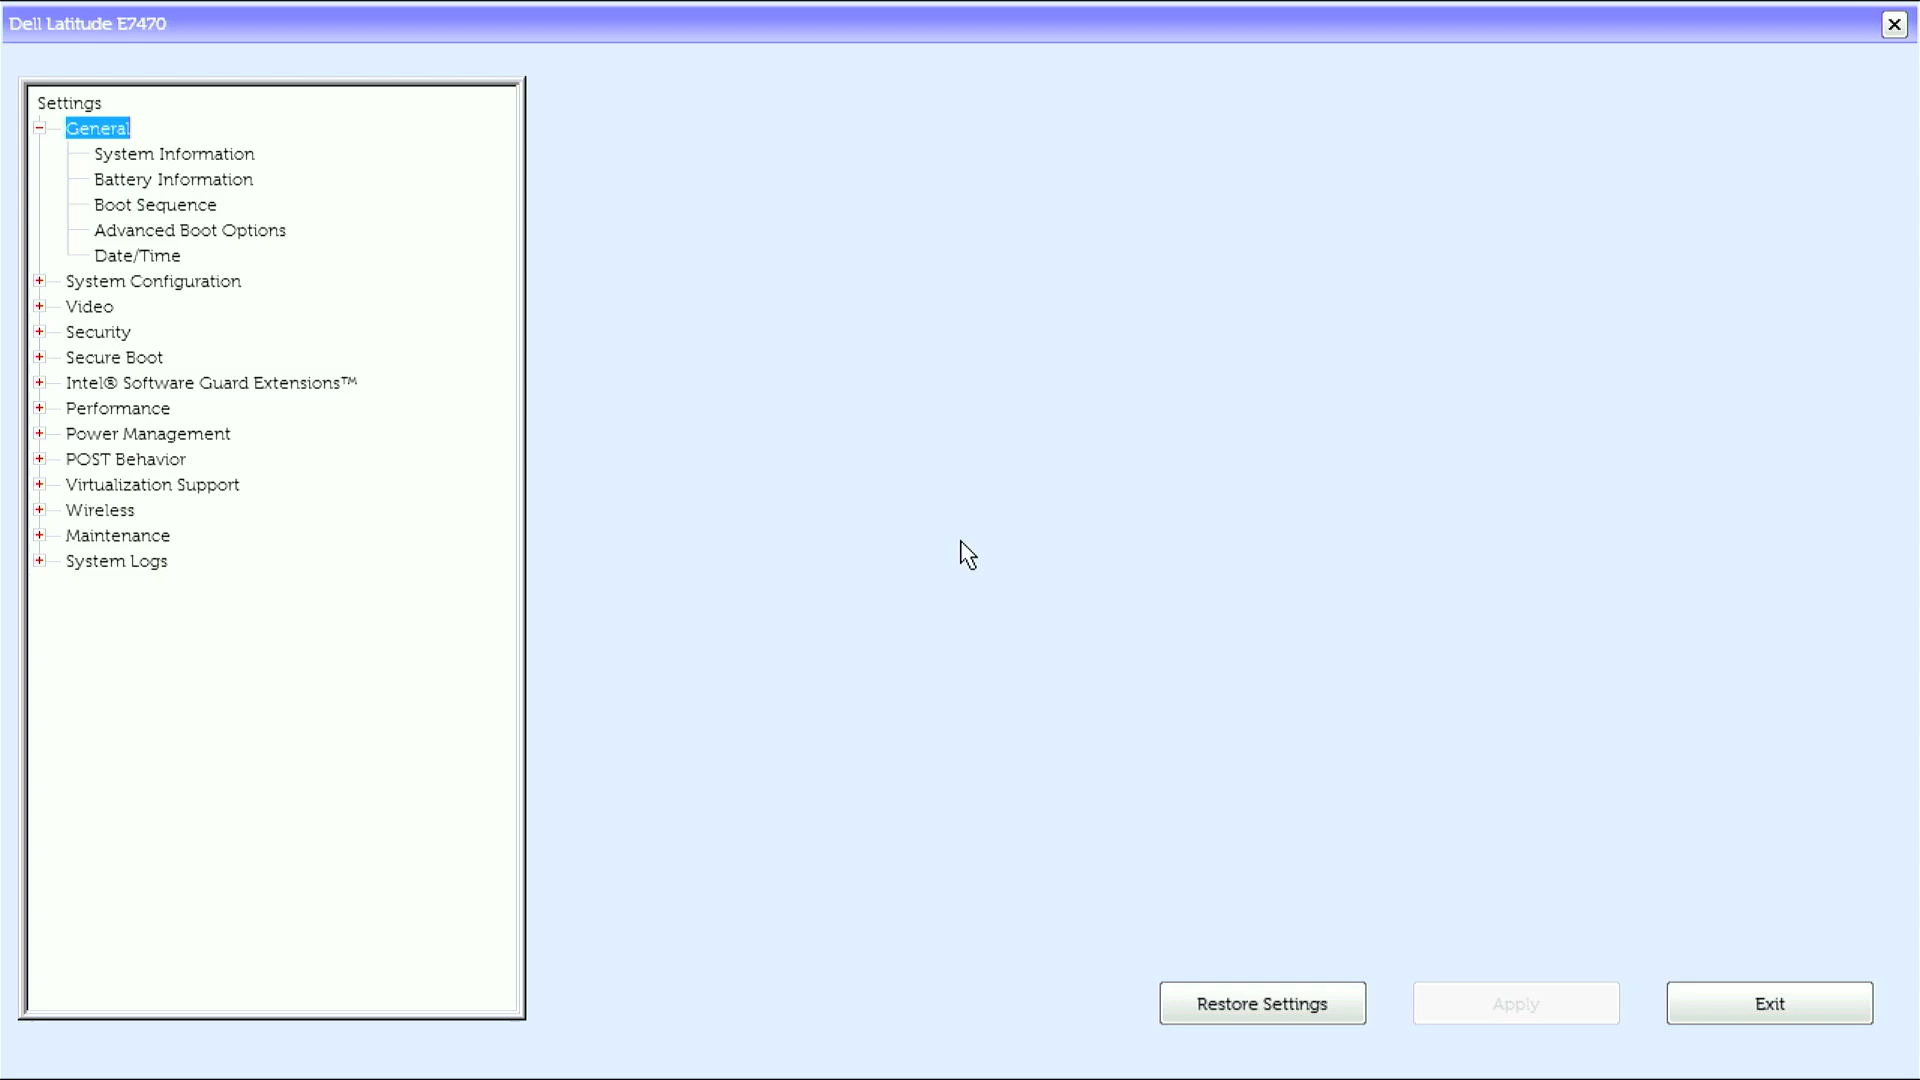 Dell Latitude E7470
Settings
General
System Information
Battery Information
Boot Sequence
Advanced Boot Options
Date/Time
System Configuration
Video
Security
Secure Boot
Intel® Software Guard Extensions™
Performance
Power Management
POST Behavior
Virtualization Support
Wireless
Maintenance
System Logs
Restore Settings
Apply
Exit